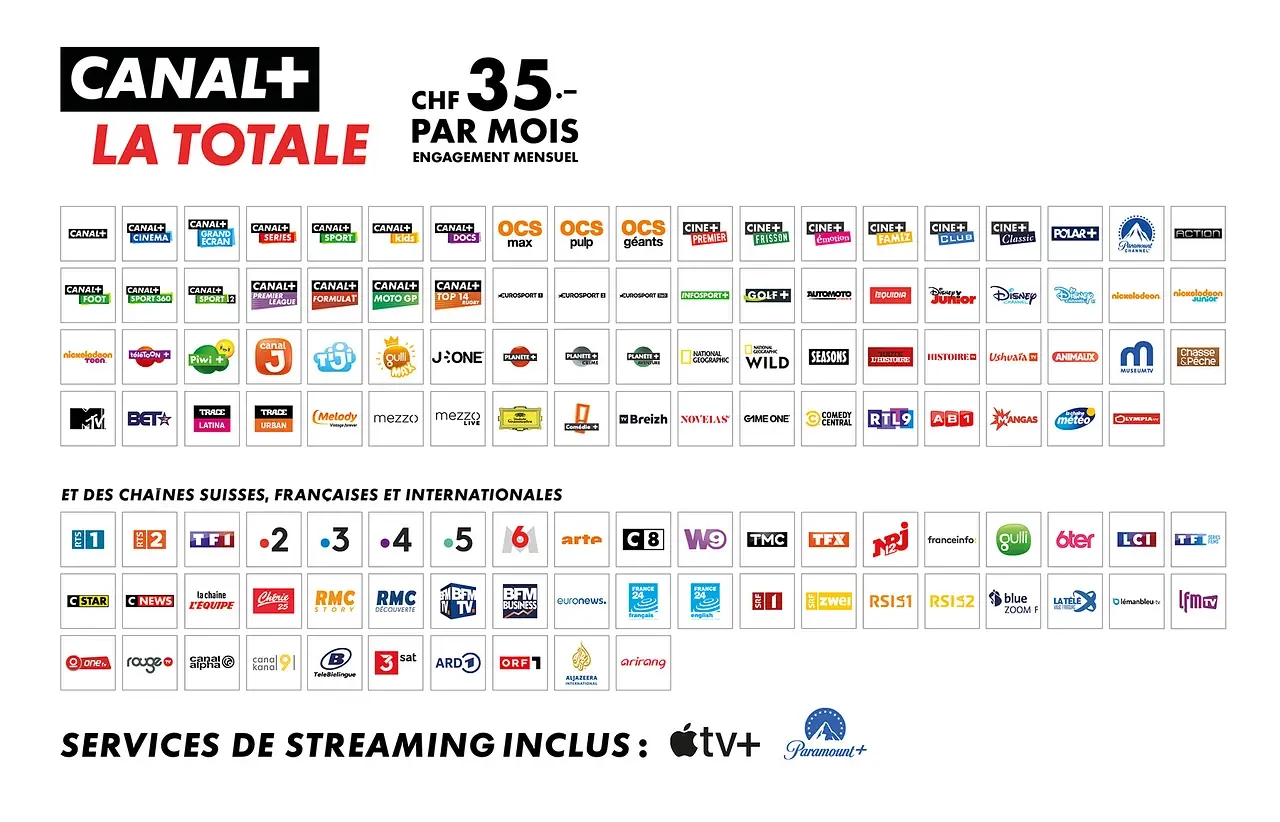 CANAL+
LA TOTALE
CHF 35.–
PAR MOIS
ENGAGEMENT MENSUEL
CANAL+
CANAL+ CINEMA
CANAL+ GRAND ECRAN
CANAL+ SERIES
CANAL+ SPORT
CANAL+ kids
CANAL+ DOCS
OCS max
OCS pulp
OCS géants
CINE+ PREMIER
CINE+ FRISSON
CINE+ émotion
CINE+ FAMIZ
CINE+ CLUB
CINE+ Classic
POLAR+
Paramount CHANNEL
ACTION
CANAL+ FOOT
CANAL+ SPORT 360
CANAL+ SPORT 2
CANAL+ PREMIER LEAGUE
CANAL+ FORMULA1
CANAL+ MOTO GP
CANAL+ TOP 14 RUGBY
EUROSPORT 1
EUROSPORT 2
EUROSPORT 360
INFOSPORT+
GOLF+
AUTOMOTO
EQUIDIA
Disney Junior
Disney CHANNEL
Disney CHANNEL
nickelodeon
nickelodeon junior
nickelodeon teen
téléTOON+
Piwi+
canal J
TiJi
gulli MAX
J-ONE
PLANETE+
PLANETE+ CRIME
PLANETE+ AVENTURE
NATIONAL GEOGRAPHIC
NATIONAL GEOGRAPHIC WILD
SEASONS
TOUTE L'HISTOIRE
HISTOIRE TV
Ushuaïa TV
ANIMAUX
MUSEUMTV
Chasse &Pêche
MTV
BET
TRACE LATINA
TRACE URBAN
Melody Vintage forever
mezzo
mezzo LIVE
Deutsche Grammophon
Comédie+
TV Breizh
NOVELAS TV
GAME ONE
COMEDY CENTRAL
RTL9
AB1
MANGAS
la chaîne météo
OLYMPIA TV
ET DES CHAÎNES SUISSES, FRANÇAISES ET INTERNATIONALES
RTS 1
RTS 2
TF1
2
3
4
5
M6
arte
C8
W9
TMC
TFX
NRJ 12
franceinfo:
gulli
6ter
LCI
TF1 SERIES FILMS
CSTAR
CNEWS
la chaine L'EQUIPE
Chérie 25
RMC STORY
RMC DÉCOUVERTE
BFM TV.
BFM BUSINESS
euronews.
FRANCE 24 français
FRANCE 24 english
SRF 1
SRF zwei
RSI 1
RSI 2
blue ZOOM F
LA TÉLÉ VAUD FRIBOURG
lémanbleu.tv
lfm TV
one tv
rouge TV
canal alpha
canal 9 kanal
TeleBielingue
3 sat
ARD 1
ORF 1
ALJAZEERA INTERNATIONAL
arirang
SERVICES DE STREAMING INCLUS :
tv+
Paramount+